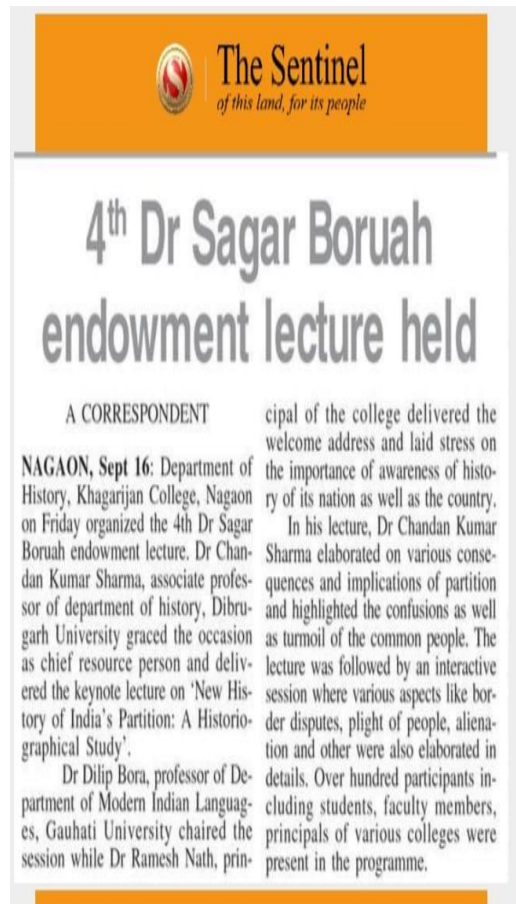 The Sentinel
of this land, for its people
4th Dr Sagar Boruah
endowment lecture held
A CORRESPONDENT
NAGAON, Sept 16: Department of
History, Khagarijan College, Nagaon
on Friday organized the 4th Dr Sagar
Boruah endowment lecture. Dr Chan-
dan Kumar Sharma, associate profes-
sor of department of history, Dibru-
garh University graced the occasion
as chief resource person and deliv-
ered the keynote lecture on ‘New His-
tory of India’s Partition: A Historio-
graphical Study’.
Dr Dilip Bora, professor of De-
partment of Modern Indian Languag-
es, Gauhati University chaired the
session while Dr Ramesh Nath, prin-
cipal of the college delivered the
welcome address and laid stress on
the importance of awareness of histo-
ry of its nation as well as the country.
In his lecture, Dr Chandan Kumar
Sharma elaborated on various conse-
quences and implications of partition
and highlighted the confusions as well
as turmoil of the common people. The
lecture was followed by an interactive
session where various aspects like bor-
der disputes, plight of people, aliena-
tion and other were also elaborated in
details. Over hundred participants in-
cluding students, faculty members,
principals of various colleges were
present in the programme.